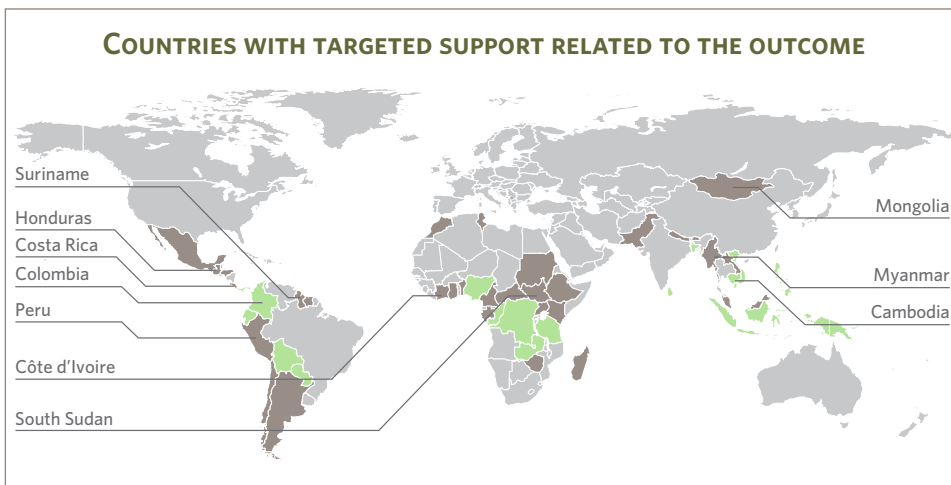 COUNTRIES WITH TARGETED SUPPORT RELATED TO THE OUTCOME
Suriname
Honduras
Costa Rica
Colombia
Peru
Côte d'Ivoire
South Sudan
Mongolia
Myanmar
Cambodia